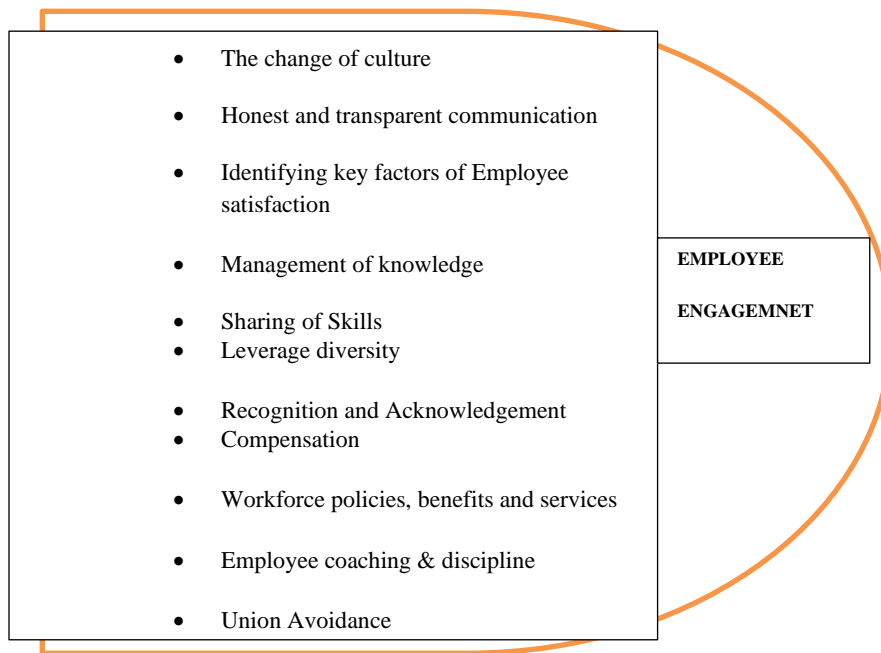 • The change of culture
• Honest and transparent communication
• Identifying key factors of Employee
satisfaction
• Management of knowledge
• Sharing of Skills
• Leverage diversity
• Recognition and Acknowledgement
• Compensation
• Workforce policies, benefits and services
• Employee coaching & discipline
• Union Avoidance
EMPLOYEE
ENGAGEMNET